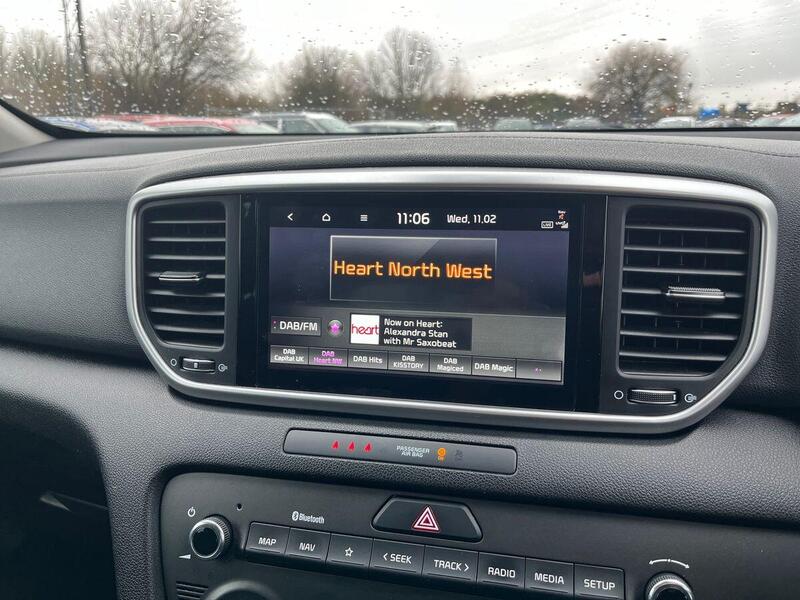 11:06 Wed, 11.02
LIVE
Heart North West
DAB/FM
heart
Now on Heart:
Alexandra Stan
with Mr Saxobeat
DAB
Capital UK
DAB
Heart NW
DAB Hits
DAB
KISSTORY
DAB
Magiced
DAB Magic
PASSENGER
AIR BAG
Bluetooth
MAP
NAV
SEEK
TRACK
RADIO
MEDIA
SETUP